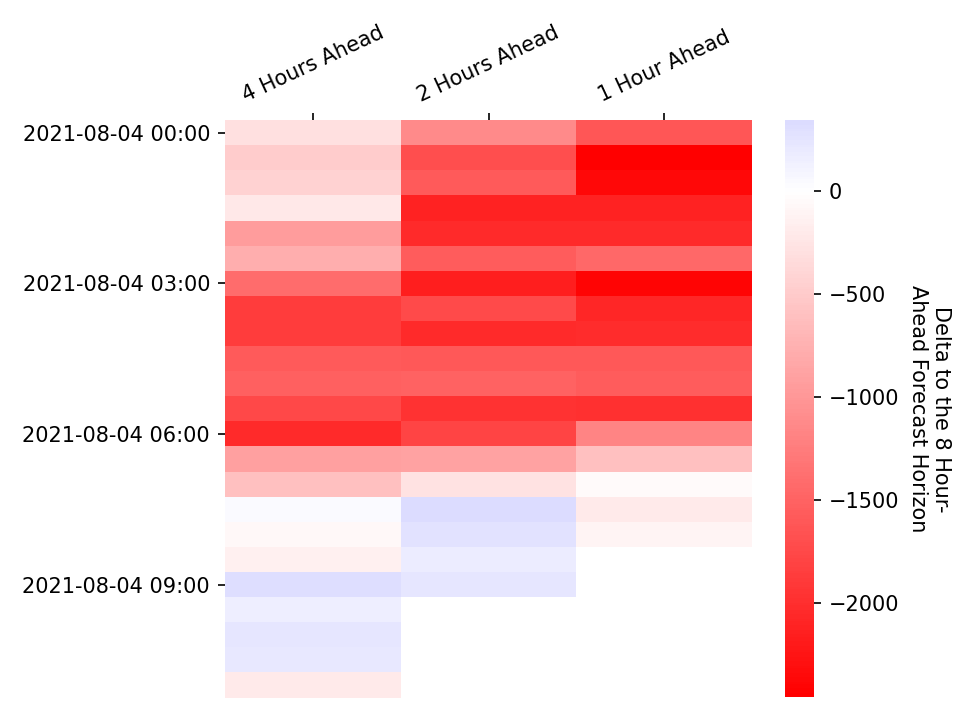 4 Hours Ahead
2 Hours Ahead
1 Hour Ahead
2021-08-04 00:00
2021-08-04 03:00
2021-08-04 06:00
2021-08-04 09:00
0
−500
−1000
−1500
−2000
Delta to the 8 Hour-
Ahead Forecast Horizon